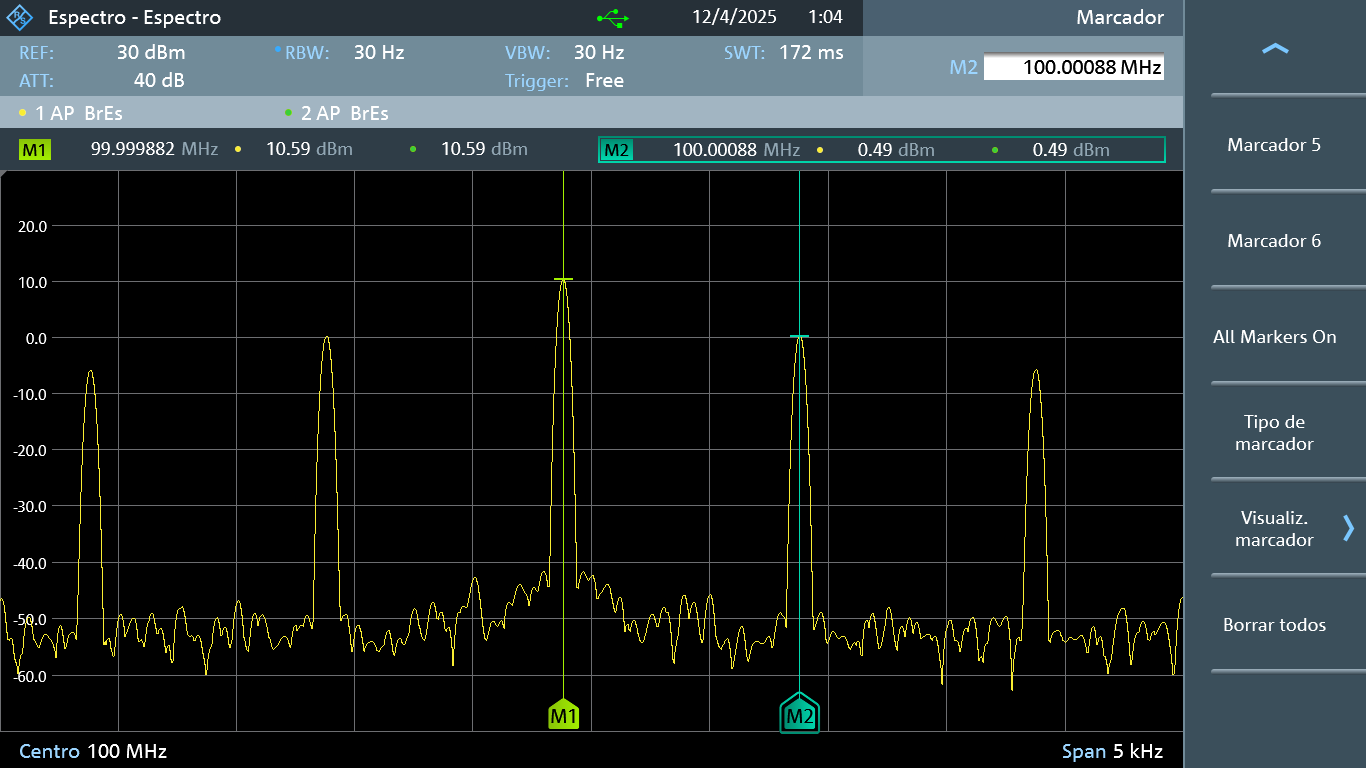 Espectro - Espectro 12/4/2025 1:04 Marcador
REF: 30 dBm RBW: 30 Hz VBW: 30 Hz SWT: 172 ms
M2 100.00088 MHz
ATT: 40 dB Trigger: Free
1 AP BrEs 2 AP BrEs
M1 99.999882 MHz 10.59 dBm 10.59 dBm M2 100.00088 MHz 0.49 dBm 0.49 dBm
20.0
10.0
0.0
-10.0
-20.0
-30.0
-40.0
-50.0
-60.0
M1 M2
Centro 100 MHz Span 5 kHz
Marcador 5
Marcador 6
All Markers On
Tipo de
marcador
Visualiz.
marcador
Borrar todos